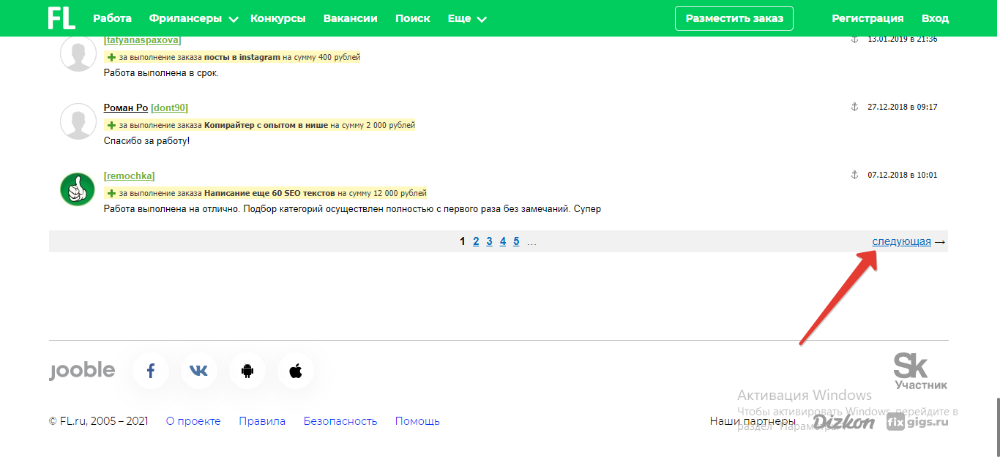 FL Работа Фрилансеры Конкурсы Вакансии Поиск Еще Разместить заказ Регистрация Вход
[tatyanaspaxova] 13.01.2019 в 21:36
+ за выполнение заказа посты в instagram на сумму 400 рублей
Работа выполнена в срок.
Роман Ро [dont90] 27.12.2018 в 09:17
+ за выполнение заказа Копирайтер с опытом в нише на сумму 2 000 рублей
Спасибо за работу!
[remochka] 07.12.2018 в 10:01
+ за выполнение заказа Написание еще 60 SEO текстов на сумму 12 000 рублей
Работа выполнена на отлично. Подбор категорий осуществлен полностью с первого раза без замечаний. Супер
1 2 3 4 5 ... следующая →
jooble f Sk
Участник
Активация Windows
Чтобы активировать Windows, перейдите в
раздел "Параметры".
© FL.ru, 2005 – 2021 О проекте Правила Безопасность Помощь Наши партнеры Dizkon fixgigs.ru